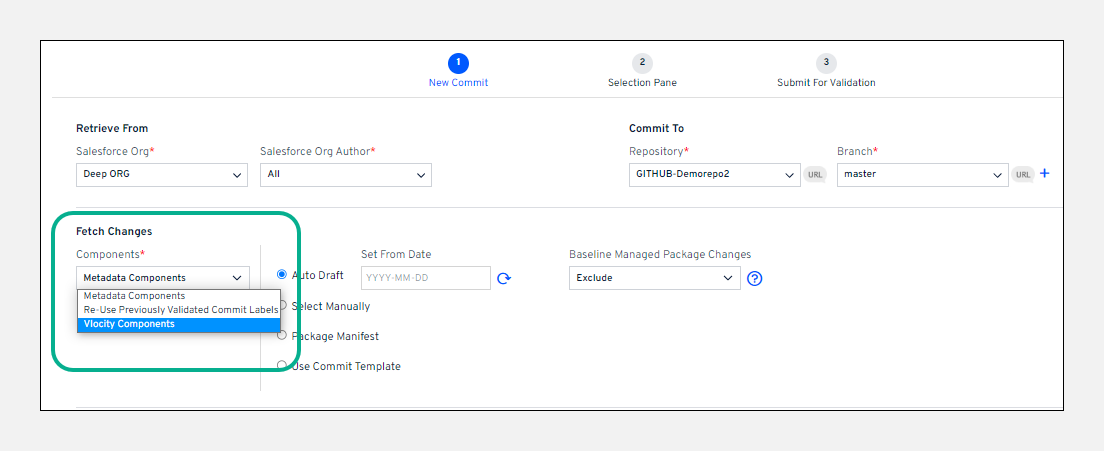 1 2 3
New Commit Selection Pane Submit For Validation
Retrieve From Commit To
Salesforce Org* Salesforce Org Author* Repository* Branch*
Deep ORG All GITHUB-Demorepo2 URL master URL +
Fetch Changes
Components* Set From Date Baseline Managed Package Changes
Metadata Components Auto Draft YYYY-MM-DD Exclude ?
Metadata Components
Re-Use Previously Validated Commit Labels Select Manually
Vlocity Components
Package Manifest
Use Commit Template